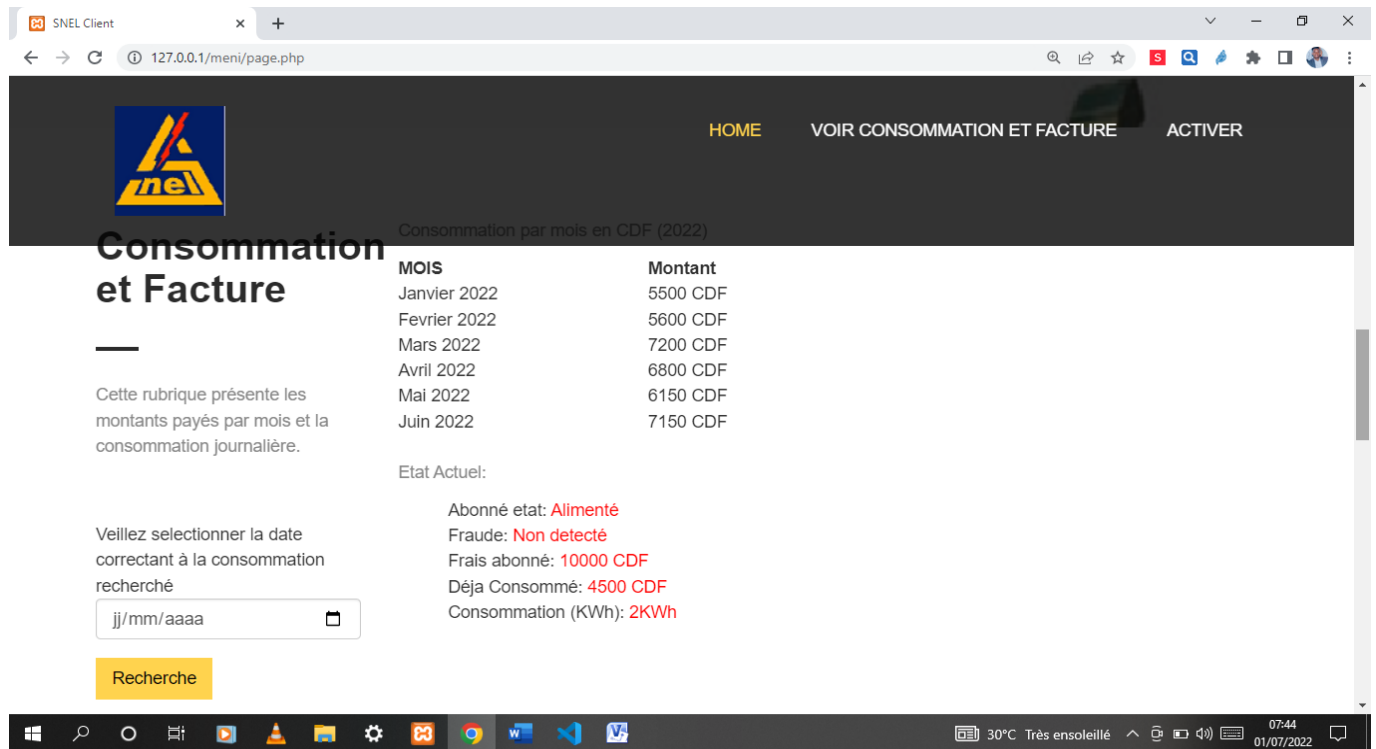 SNEL Client
127.0.0.1/meni/page.php
S
Snel
HOME VOIR CONSOMMATION ET FACTURE ACTIVER
Consommation
et Facture
Cette rubrique présente les
montants payés par mois et la
consommation journalière.
Veillez selectionner la date
correctant à la consommation
recherché
jj/mm/aaaa
Recherche
Consommation par mois en CDF (2022)
MOIS Montant
Janvier 2022 5500 CDF
Fevrier 2022 5600 CDF
Mars 2022 7200 CDF
Avril 2022 6800 CDF
Mai 2022 6150 CDF
Juin 2022 7150 CDF
Etat Actuel:
Abonné etat: Alimenté
Fraude: Non detecté
Frais abonné: 10000 CDF
Déja Consommé: 4500 CDF
Consommation (KWh): 2KWh
30°C Très ensoleillé
07:44
01/07/2022